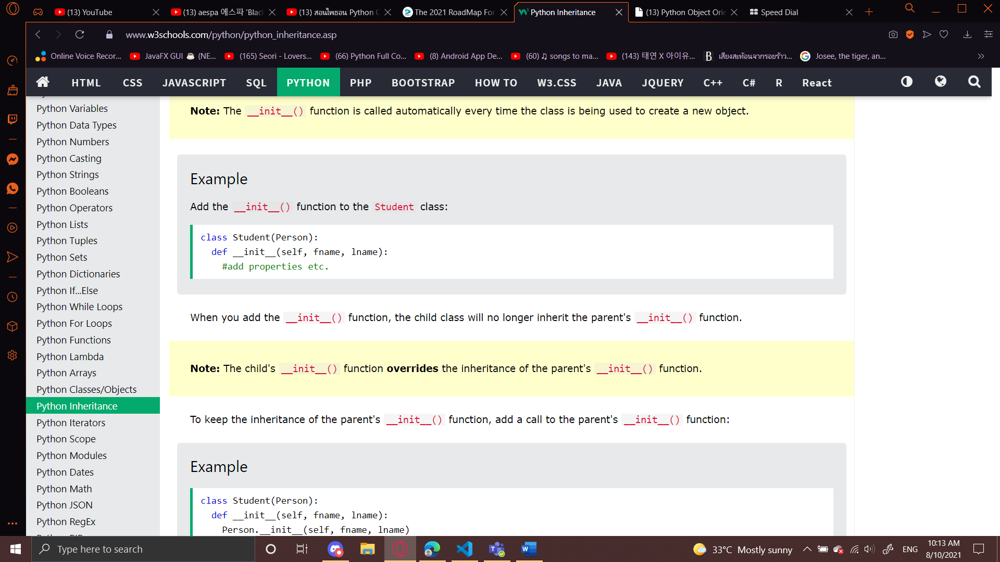 (13) YouTube
(13) aespa 에스파 'Blac
(13) สอนไพธอน Python C
The 2021 RoadMap For
Python Inheritance
(13) Python Object Orie
Speed Dial
www.w3schools.com/python/python_inheritance.asp
Online Voice Recor...
JavaFX GUI ☕ (NE...
(165) Seori - Lovers...
(66) Python Full Co...
(8) Android App De...
(60) ♫ songs to ma...
(143) 태연 X 아이유...
เสียงสะท้อนจากรอยร้าว...
Josee, the tiger, an...
HTML CSS JAVASCRIPT SQL PYTHON PHP BOOTSTRAP HOW TO W3.CSS JAVA JQUERY C++ C# R React
Python Variables
Python Data Types
Python Numbers
Python Casting
Python Strings
Python Booleans
Python Operators
Python Lists
Python Tuples
Python Sets
Python Dictionaries
Python If...Else
Python While Loops
Python For Loops
Python Functions
Python Lambda
Python Arrays
Python Classes/Objects
Python Inheritance
Python Iterators
Python Scope
Python Modules
Python Dates
Python Math
Python JSON
Python RegEx
Note: The __init__() function is called automatically every time the class is being used to create a new object.
Example
Add the __init__() function to the Student class:
class Student(Person):
def __init__(self, fname, lname):
#add properties etc.
When you add the __init__() function, the child class will no longer inherit the parent's __init__() function.
Note: The child's __init__() function overrides the inheritance of the parent's __init__() function.
To keep the inheritance of the parent's __init__() function, add a call to the parent's __init__() function:
Example
class Student(Person):
def __init__(self, fname, lname):
Person.__init__(self, fname, lname)
Type here to search
33°C Mostly sunny
ENG
10:13 AM
8/10/2021